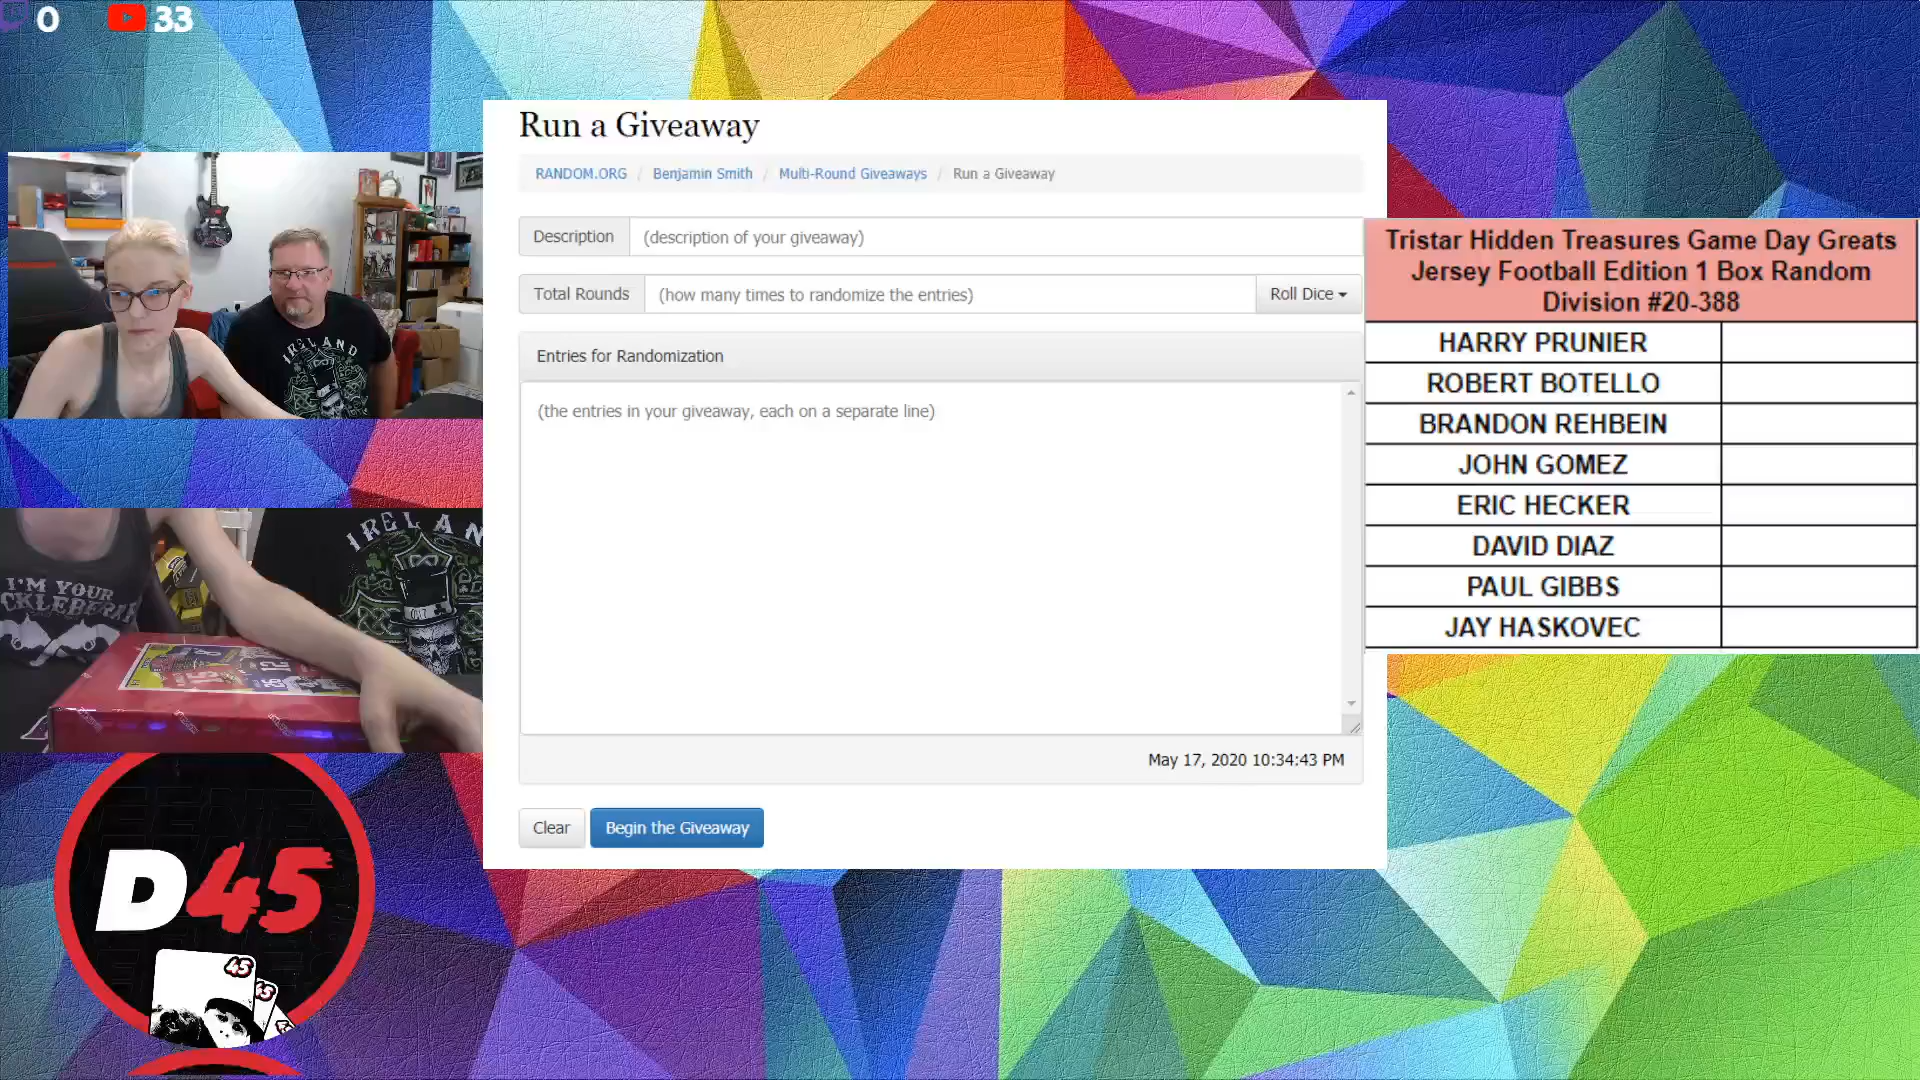 0
33
Run a Giveaway
RANDOM.ORG / Benjamin Smith / Multi-Round Giveaways / Run a Giveaway
Description (description of your giveaway)
Total Rounds (how many times to randomize the entries) Roll Dice
Entries for Randomization
(the entries in your giveaway, each on a separate line)
May 17, 2020 10:34:43 PM
Clear Begin the Giveaway
Tristar Hidden Treasures Game Day Greats
Jersey Football Edition 1 Box Random
Division #20-388
HARRY PRUNIER
ROBERT BOTELLO
BRANDON REHBEIN
JOHN GOMEZ
ERIC HECKER
DAVID DIAZ
PAUL GIBBS
JAY HASKOVEC
IRELAND
IRELAN
I'M YOUR
D45
45
45